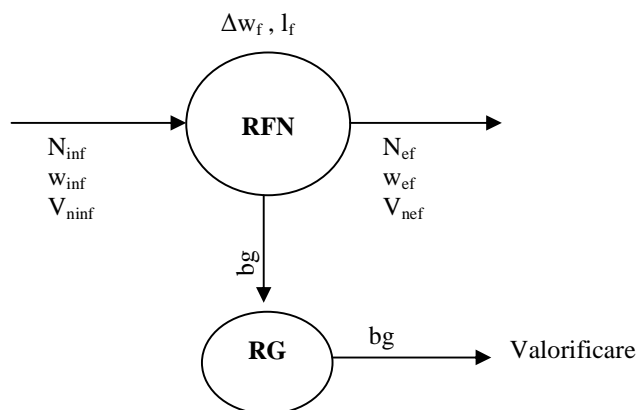 Δw_f , l_f
RFN
N_inf
w_inf
V_ninf
N_ef
w_ef
V_nef
bg
RG
bg
Valorificare